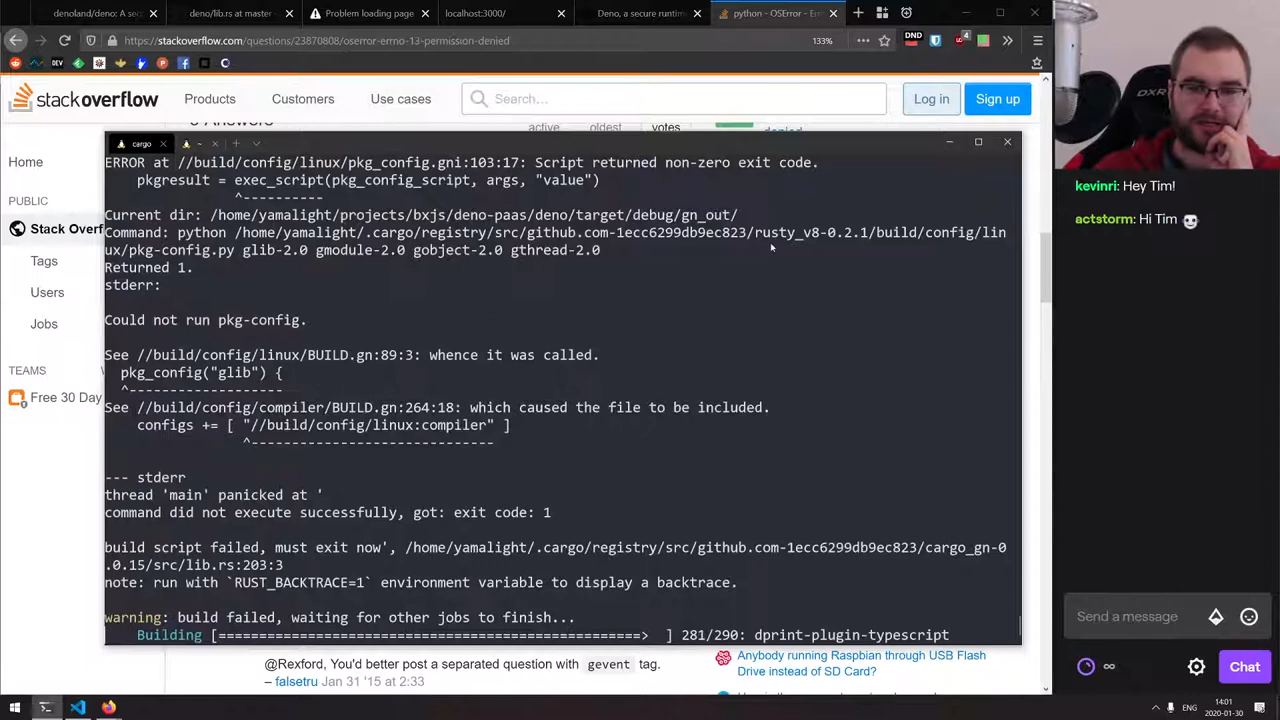 denoland/deno: A sec
deno/lib.rs at master
Problem loading page
localhost:3000/
Deno, a secure runtime
python - OSError - Errn
https://stackoverflow.com/questions/23870808/oserror-errno-13-permission-denied
133%
DND
4
DEV
stackoverflow
Products
Customers
Use cases
Search...
Log in
Sign up
active
oldest
votes
denied
Home
PUBLIC
Stack Overf
Tags
Users
Jobs
TEAMS
Free 30 Day
cargo
~
ERROR at //build/config/linux/pkg_config.gni:103:17: Script returned non-zero exit code.
pkgresult = exec_script(pkg_config_script, args, "value")
^----------
Current dir: /home/yamalight/projects/bxjs/deno-paas/deno/target/debug/gn_out/
Command: python /home/yamalight/.cargo/registry/src/github.com-1ecc6299db9ec823/rusty_v8-0.2.1/build/config/lin
ux/pkg-config.py glib-2.0 gmodule-2.0 gobject-2.0 gthread-2.0
Returned 1.
stderr:
Could not run pkg-config.
See //build/config/linux/BUILD.gn:89:3: whence it was called.
pkg_config("glib") {
^-------------------
See //build/config/compiler/BUILD.gn:264:18: which caused the file to be included.
configs += [ "//build/config/linux:compiler" ]
^------------------------------
--- stderr
thread 'main' panicked at '
command did not execute successfully, got: exit code: 1
build script failed, must exit now', /home/yamalight/.cargo/registry/src/github.com-1ecc6299db9ec823/cargo_gn-0
.0.15/src/lib.rs:203:3
note: run with `RUST_BACKTRACE=1` environment variable to display a backtrace.
warning: build failed, waiting for other jobs to finish...
Building [=====================================================>  ] 281/290: dprint-plugin-typescript
@Rexford, You'd better post a separated question with gevent tag.
– falsetru Jan 31 '15 at 2:33
Anybody running Raspbian through USB Flash
Drive instead of SD Card?
DXR
kevinri: Hey Tim!
actstorm: Hi Tim
Send a message
∞
Chat
ENG
14:01
2020-01-30